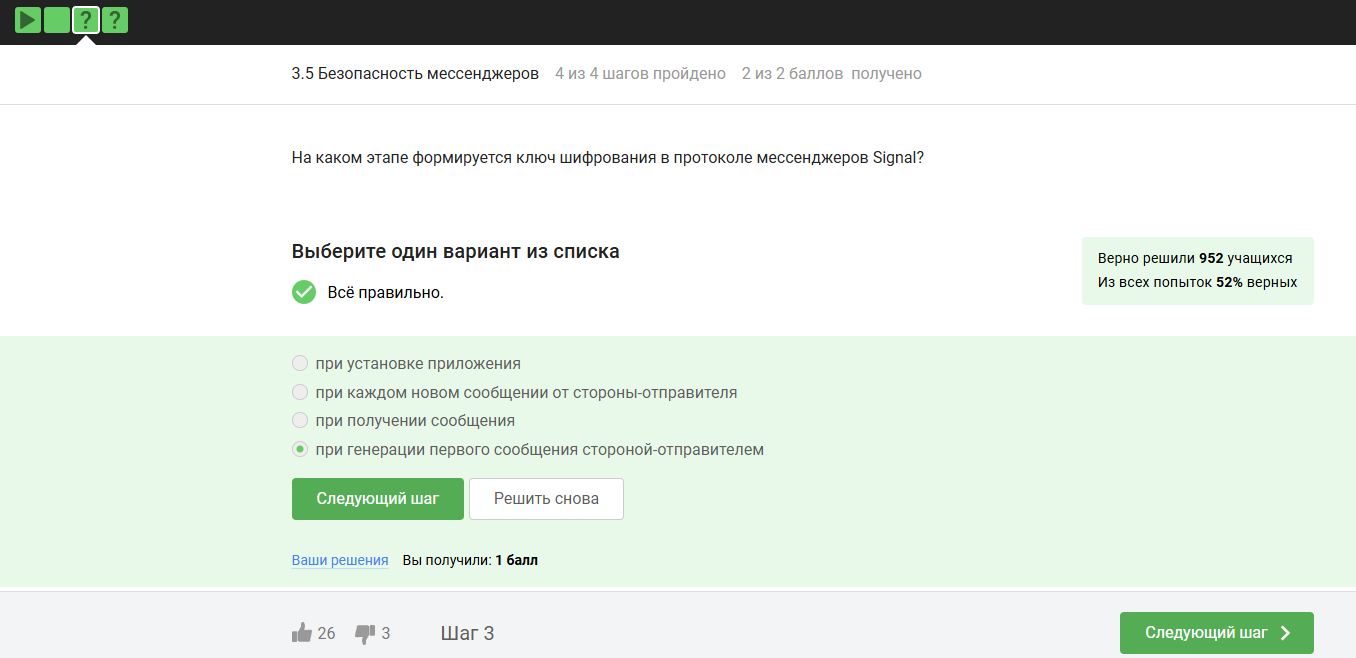 ? ?
3.5 Безопасность мессенджеров 4 из 4 шагов пройдено 2 из 2 баллов получено
На каком этапе формируется ключ шифрования в протоколе мессенджеров Signal?
Выберите один вариант из списка
Всё правильно.
Верно решили 952 учащихся
Из всех попыток 52% верных
при установке приложения
при каждом новом сообщении от стороны-отправителя
при получении сообщения
при генерации первого сообщения стороной-отправителем
Следующий шаг Решить снова
Ваши решения Вы получили: 1 балл
26 3 Шаг 3 Следующий шаг